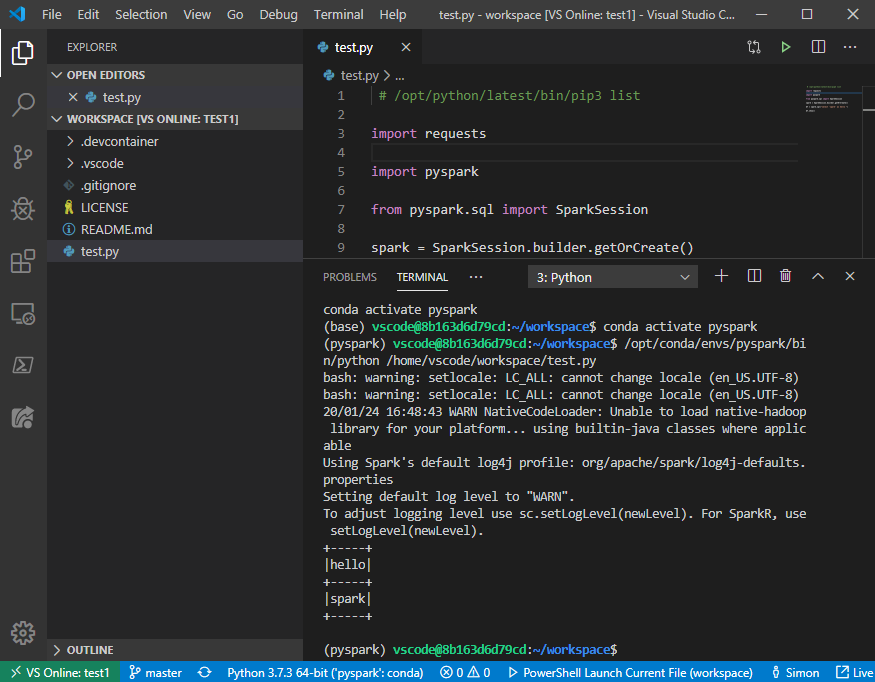 File Edit Selection View Go Debug Terminal Help test.py - workspace [VS Online: test1] - Visual Studio C...
EXPLORER
OPEN EDITORS
test.py
WORKSPACE [VS ONLINE: TEST1]
.devcontainer
.vscode
.gitignore
LICENSE
README.md
test.py
OUTLINE
test.py
test.py > ...
1 # /opt/python/latest/bin/pip3 list
2
3 import requests
4
5 import pyspark
6
7 from pyspark.sql import SparkSession
8
9 spark = SparkSession.builder.getOrCreate()
PROBLEMS TERMINAL ... 3: Python
conda activate pyspark
(base) vscode@8b163d6d79cd:~/workspace$ conda activate pyspark
(pyspark) vscode@8b163d6d79cd:~/workspace$ /opt/conda/envs/pyspark/bi
n/python /home/vscode/workspace/test.py
bash: warning: setlocale: LC_ALL: cannot change locale (en_US.UTF-8)
bash: warning: setlocale: LC_ALL: cannot change locale (en_US.UTF-8)
20/01/24 16:48:43 WARN NativeCodeLoader: Unable to load native-hadoop
library for your platform... using builtin-java classes where applic
able
Using Spark's default log4j profile: org/apache/spark/log4j-defaults.
properties
Setting default log level to "WARN".
To adjust logging level use sc.setLogLevel(newLevel). For SparkR, use
setLogLevel(newLevel).
+-----+
|hello|
+-----+
|spark|
+-----+
(pyspark) vscode@8b163d6d79cd:~/workspace$
VS Online: test1 master Python 3.7.3 64-bit ('pyspark': conda) 0 0 PowerShell Launch Current File (workspace) Simon Live